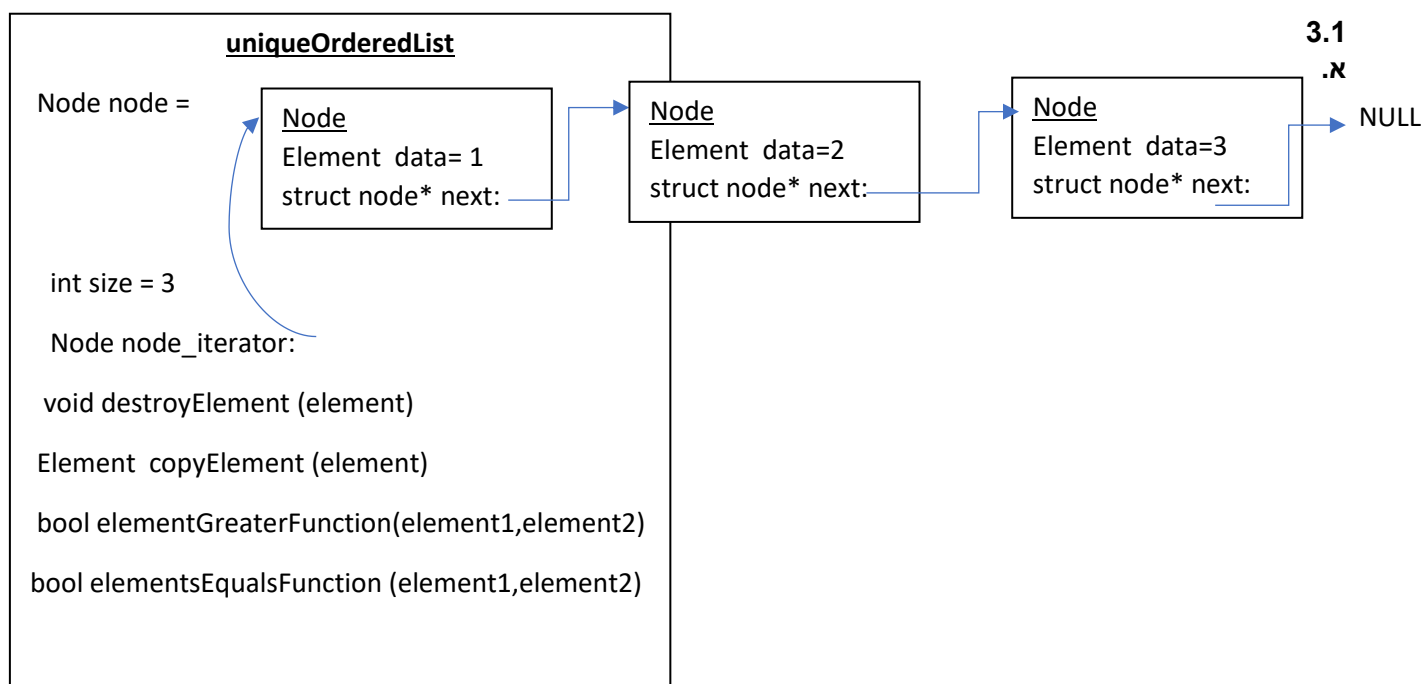 3.1
א.
uniqueOrderedList
Node node =
Node
Element data= 1
struct node* next:
Node
Element data=2
struct node* next:
Node
Element data=3
struct node* next:
NULL
int size = 3
Node node_iterator:
void destroyElement (element)
Element copyElement (element)
bool elementGreaterFunction(element1,element2)
bool elementsEqualsFunction (element1,element2)